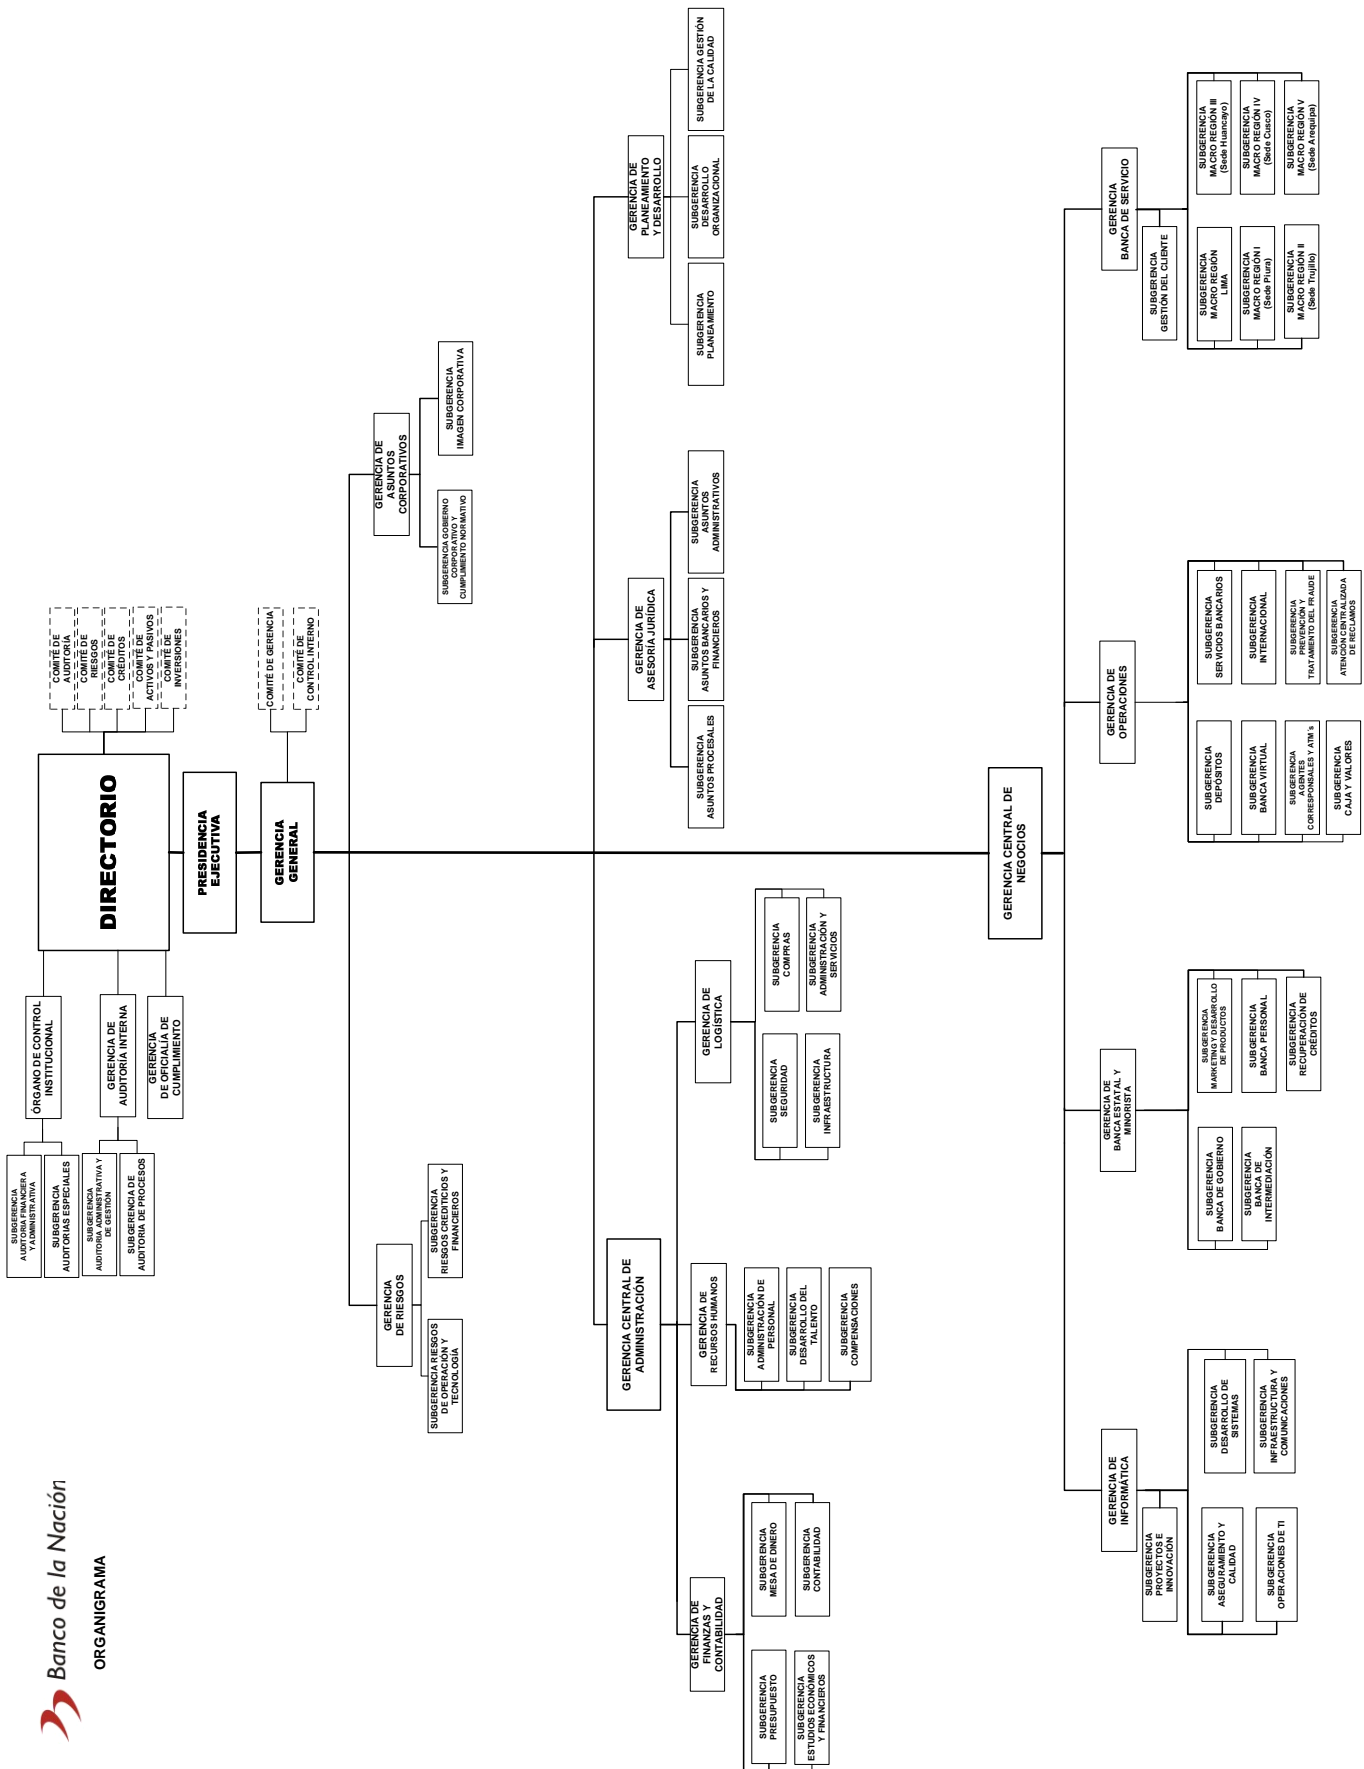 Banco de la Nación
ORGANIGRAMA
DIRECTORIO
PRESIDENCIA
EJECUTIVA
GERENCIA
GENERAL
COMITÉ DE
AUDITORÍA
COMITÉ DE
RIESGOS
COMITÉ DE
CRÉDITOS
COMITÉ DE
ACTIVOS Y PASIVOS
COMITÉ DE
INVERSIONES
COMITÉ DE GERENCIA
COMITÉ DE
CONTROL INTERNO
ÓRGANO DE CONTROL
INSTITUCIONAL
SUBGERENCIA
AUDITORIA FINANCIERA
Y ADMINISTRATIVA
SUBGERENCIA
AUDITORIAS ESPECIALES
GERENCIA DE
AUDITORÍA INTERNA
SUBGERENCIA
AUDITORIA ADMINISTRATIVA Y
DE GESTIÓN
SUBGERENCIA DE
AUDITORIA DE PROCESOS
GERENCIA
DE OFICIALÍA DE
CUMPLIMIENTO
GERENCIA
DE RIESGOS
SUBGERENCIA RIESGOS
DE OPERACIÓN Y
TECNOLOGÍA
SUBGERENCIA
RIESGOS CREDITICIOS Y
FINANCIEROS
GERENCIA DE
ASUNTOS
CORPORATIVOS
SUBGERENCIA GOBIERNO
CORPORATIVO Y
CUMPLIMIENTO NORMATIVO
SUBGERENCIA
IMAGEN CORPORATIVA
GERENCIA CENTRAL DE
ADMINISTRACIÓN
GERENCIA DE
FINANZAS Y
CONTABILIDAD
SUBGERENCIA
PRESUPUESTO
SUBGERENCIA
MESA DE DINERO
SUBGERENCIA
ESTUDIOS ECONÓMICOS
Y FINANCIEROS
SUBGERENCIA
CONTABILIDAD
GERENCIA DE
RECURSOS HUMANOS
SUBGERENCIA
ADMINISTRACIÓN DE
PERSONAL
SUBGERENCIA
DESARROLLO DEL
TALENTO
SUBGERENCIA
COMPENSACIONES
GERENCIA DE
LOGÍSTICA
SUBGERENCIA
SEGURIDAD
SUBGERENCIA
COMPRAS
SUBGERENCIA
INFRAESTRUCTURA
SUBGERENCIA
ADMINISTRACIÓN Y
SERVICIOS
GERENCIA DE
ASESORÍA JURÍDICA
SUBGERENCIA
ASUNTOS PROCESALES
SUBGERENCIA
ASUNTOS BANCARIOS Y
FINANCIEROS
SUBGERENCIA
ASUNTOS
ADMINISTRATIVOS
GERENCIA DE
PLANEAMIENTO
Y DESARROLLO
SUBGERENCIA
PLANEAMIENTO
SUBGERENCIA
DESARROLLO
ORGANIZACIONAL
SUBGERENCIA GESTIÓN
DE LA CALIDAD
GERENCIA CENTRAL DE
NEGOCIOS
GERENCIA DE
INFORMÁTICA
SUBGERENCIA
PROYECTOS E
INNOVACIÓN
SUBGERENCIA
ASEGURAMIENTO Y
CALIDAD
SUBGERENCIA
DESARROLLO DE
SISTEMAS
SUBGERENCIA
OPERACIONES DE TI
SUBGERENCIA
INFRAESTRUCTURA Y
COMUNICACIONES
GERENCIA DE
BANCA ESTATAL Y
MINORISTA
SUBGERENCIA
BANCA DE GOBIERNO
SUBGERENCIA
MARKETING Y DESARROLLO
DE PRODUCTOS
SUBGERENCIA
BANCA DE
INTERMEDIACIÓN
SUBGERENCIA
BANCA PERSONAL
SUBGERENCIA
RECUPERACIÓN DE
CRÉDITOS
GERENCIA DE
OPERACIONES
SUBGERENCIA
DEPÓSITOS
SUBGERENCIA
SERVICIOS BANCARIOS
SUBGERENCIA
BANCA VIRTUAL
SUBGERENCIA
INTERNACIONAL
SUBGERENCIA
AGENTES
CORRESPONSALES Y ATM´s
SUBGERENCIA
PREVENCIÓN Y
TRATAMIENTO DEL FRAUDE
SUBGERENCIA
CAJA Y VALORES
SUBGERENCIA
ATENCIÓN CENTRALIZADA
DE RECLAMOS
GERENCIA
BANCA DE SERVICIO
SUBGERENCIA
GESTIÓN DEL CLIENTE
SUBGERENCIA
MACRO REGIÓN
LIMA
SUBGERENCIA
MACRO REGIÓN III
(Sede Huancayo)
SUBGERENCIA
MACRO REGIÓN I
(Sede Piura)
SUBGERENCIA
MACRO REGIÓN IV
(Sede Cusco)
SUBGERENCIA
MACRO REGIÓN II
(Sede Trujillo)
SUBGERENCIA
MACRO REGIÓN V
(Sede Arequipa)